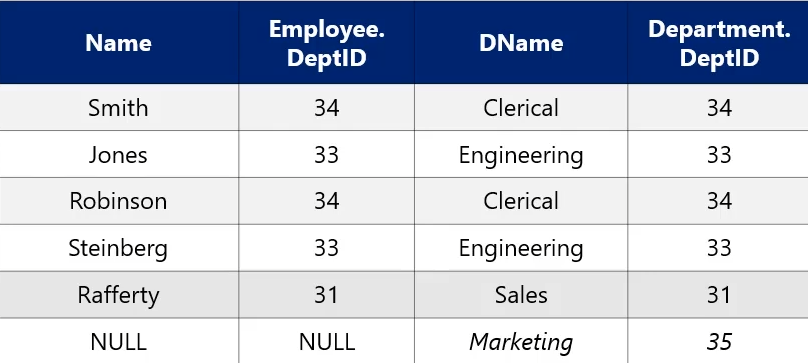 Name Employee. DName Department.
DeptID DeptID
Smith 34 Clerical 34
Jones 33 Engineering 33
Robinson 34 Clerical 34
Steinberg 33 Engineering 33
Rafferty 31 Sales 31
NULL NULL Marketing 35